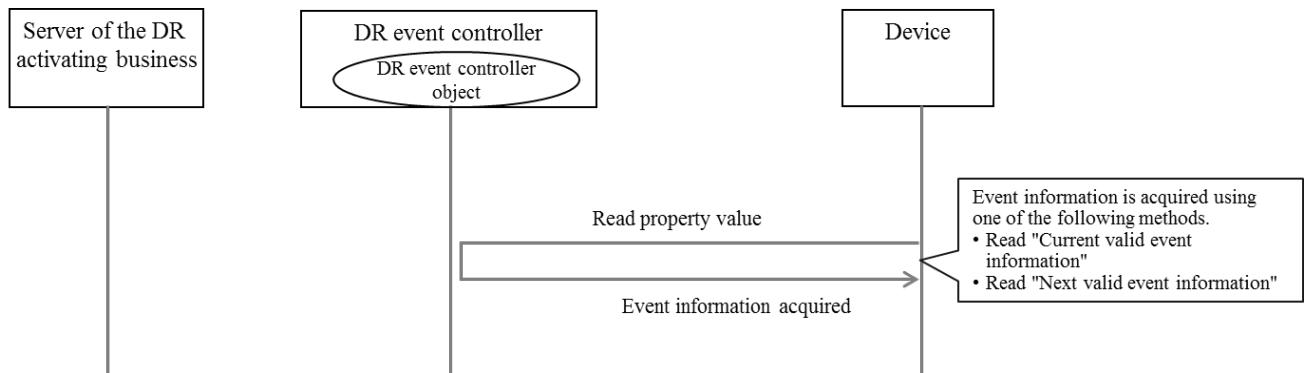 Server of the DR
activating business
DR event controller
DR event controller
object
Device
Event information is acquired using
one of the following methods.
• Read "Current valid event
information"
• Read "Next valid event information"
Read property value
Event information acquired